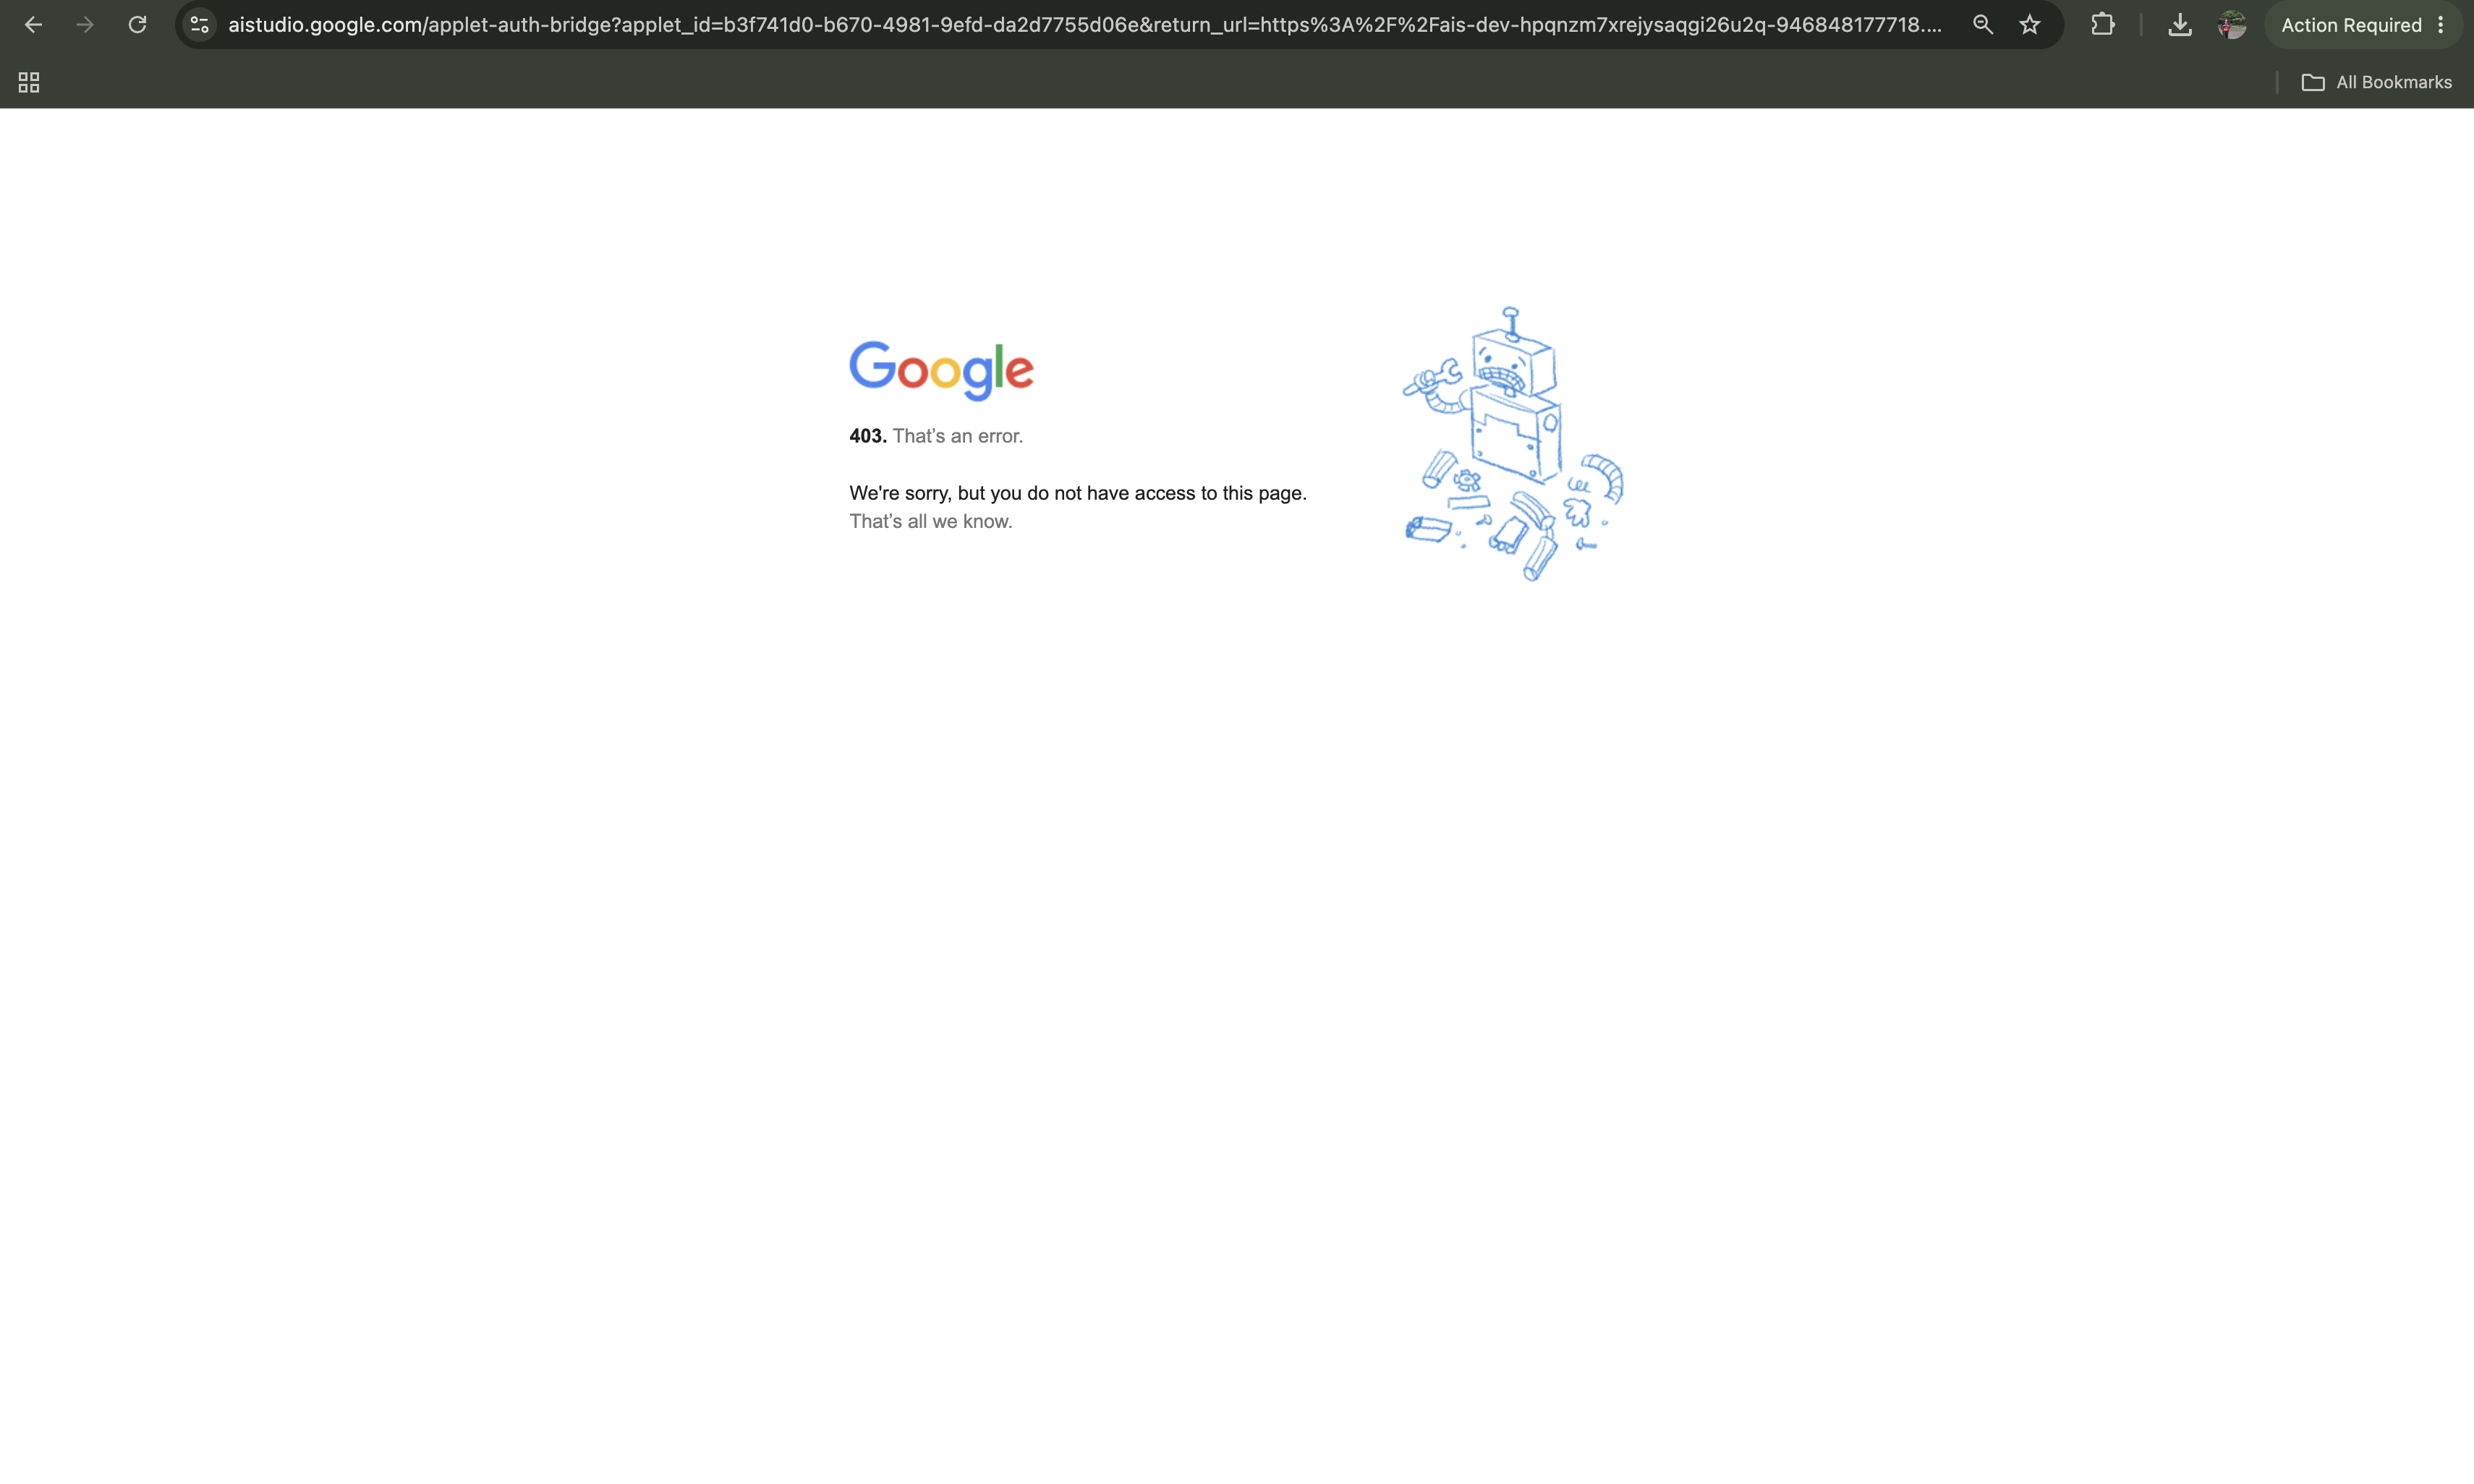 aistudio.google.com/applet-auth-bridge?applet_id=b3f741d0-b670-4981-9efd-da2d7755d06e&return_url=https%3A%2F%2Fais-dev-hpqnzm7xrejysaqgi26u2q-946848177718....
Action Required
All Bookmarks
Google
403. That's an error.
We're sorry, but you do not have access to this page.
That's all we know.